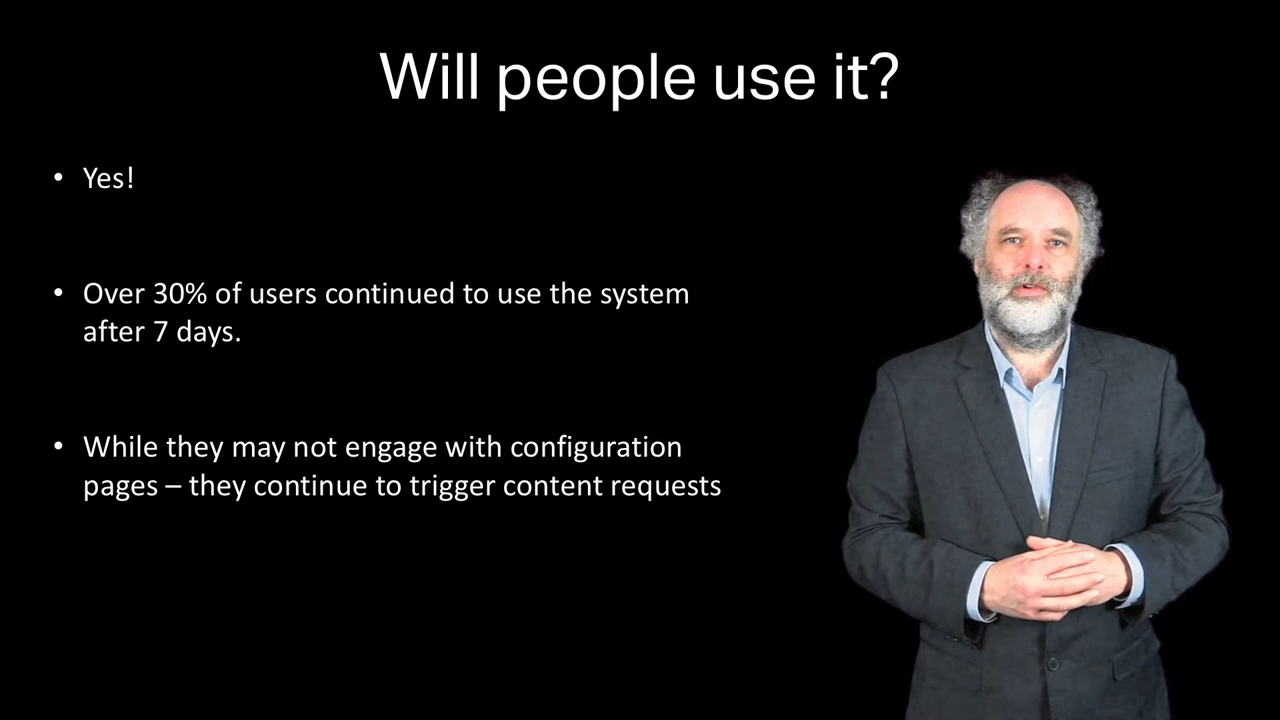 Will people use it?
• Yes!
• Over 30% of users continued to use the system
after 7 days.
• While they may not engage with configuration
pages – they continue to trigger content requests